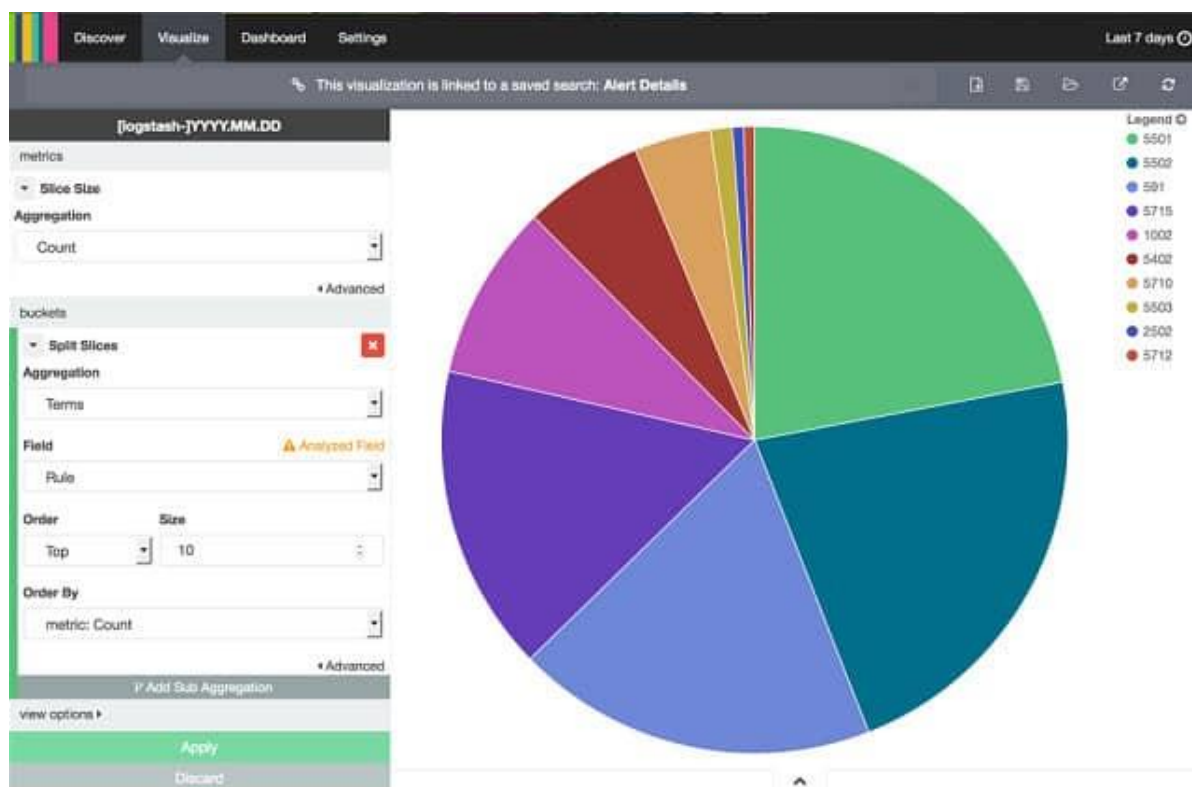 Discover Visualize Dashboard Settings Last 7 days
This visualization is linked to a saved search: Alert Details
[logstash-]YYYY.MM.DD
metrics
Slice Size
Aggregation
Count
Advanced
buckets
Split Slices
Aggregation
Terms
Field Analyzed Field
Rule
Order Size
Top 10
Order By
metric: Count
Advanced
Add Sub Aggregation
view options
Apply
Discard
Legend
5501
5502
591
5715
1002
5402
5710
5503
2502
5712